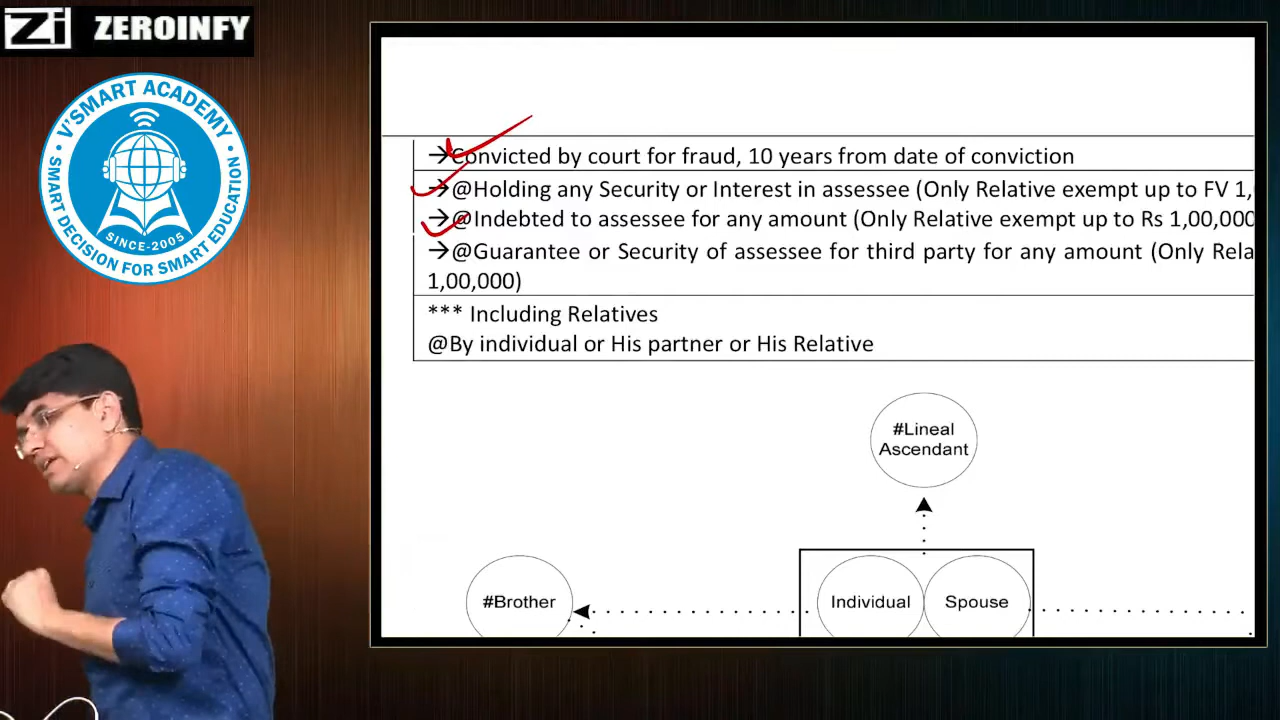 Zi ZEROINFY
V'SMART ACADEMY
SINCE-2005
SMART DECISION FOR SMART EDUCATION
→Convicted by court for fraud, 10 years from date of conviction
→@Holding any Security or Interest in assessee (Only Relative exempt up to FV 1,
→@Indebted to assessee for any amount (Only Relative exempt up to Rs 1,00,000
→@Guarantee or Security of assessee for third party for any amount (Only Rela
1,00,000)
*** Including Relatives
@By individual or His partner or His Relative
#Lineal
Ascendant
#Brother
Individual
Spouse